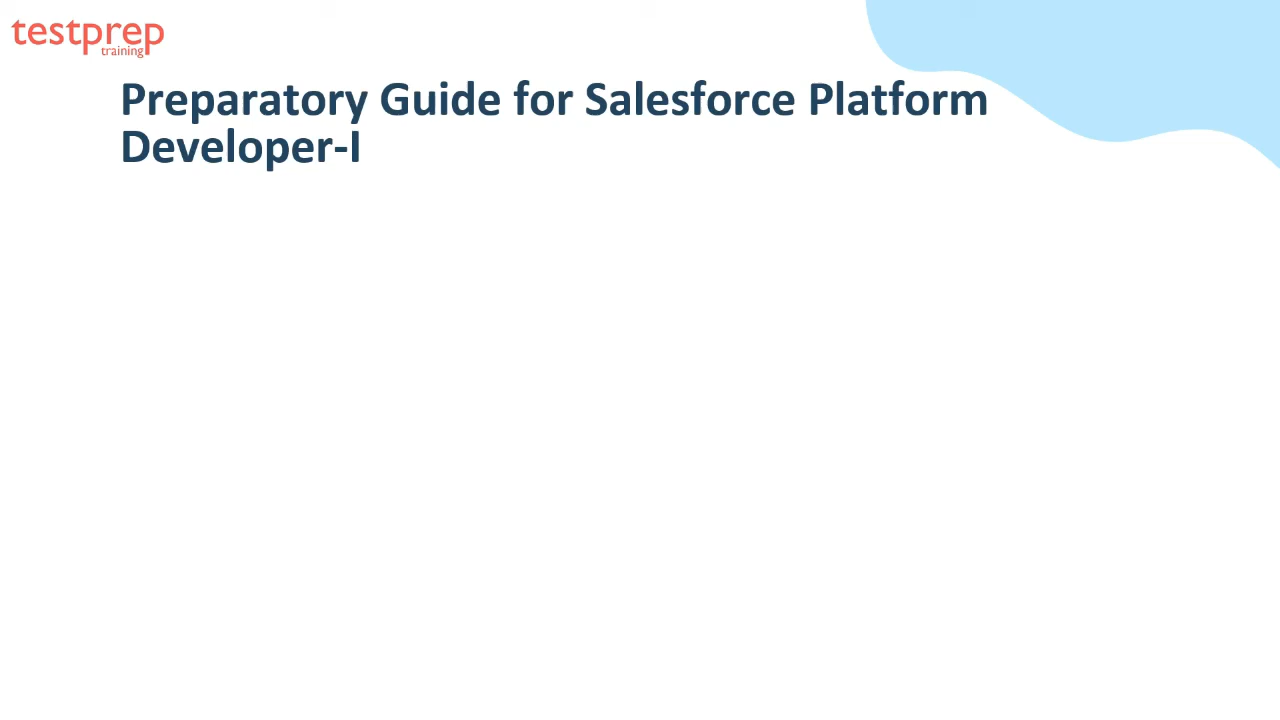 testprep
training
Preparatory Guide for Salesforce Platform
Developer-I